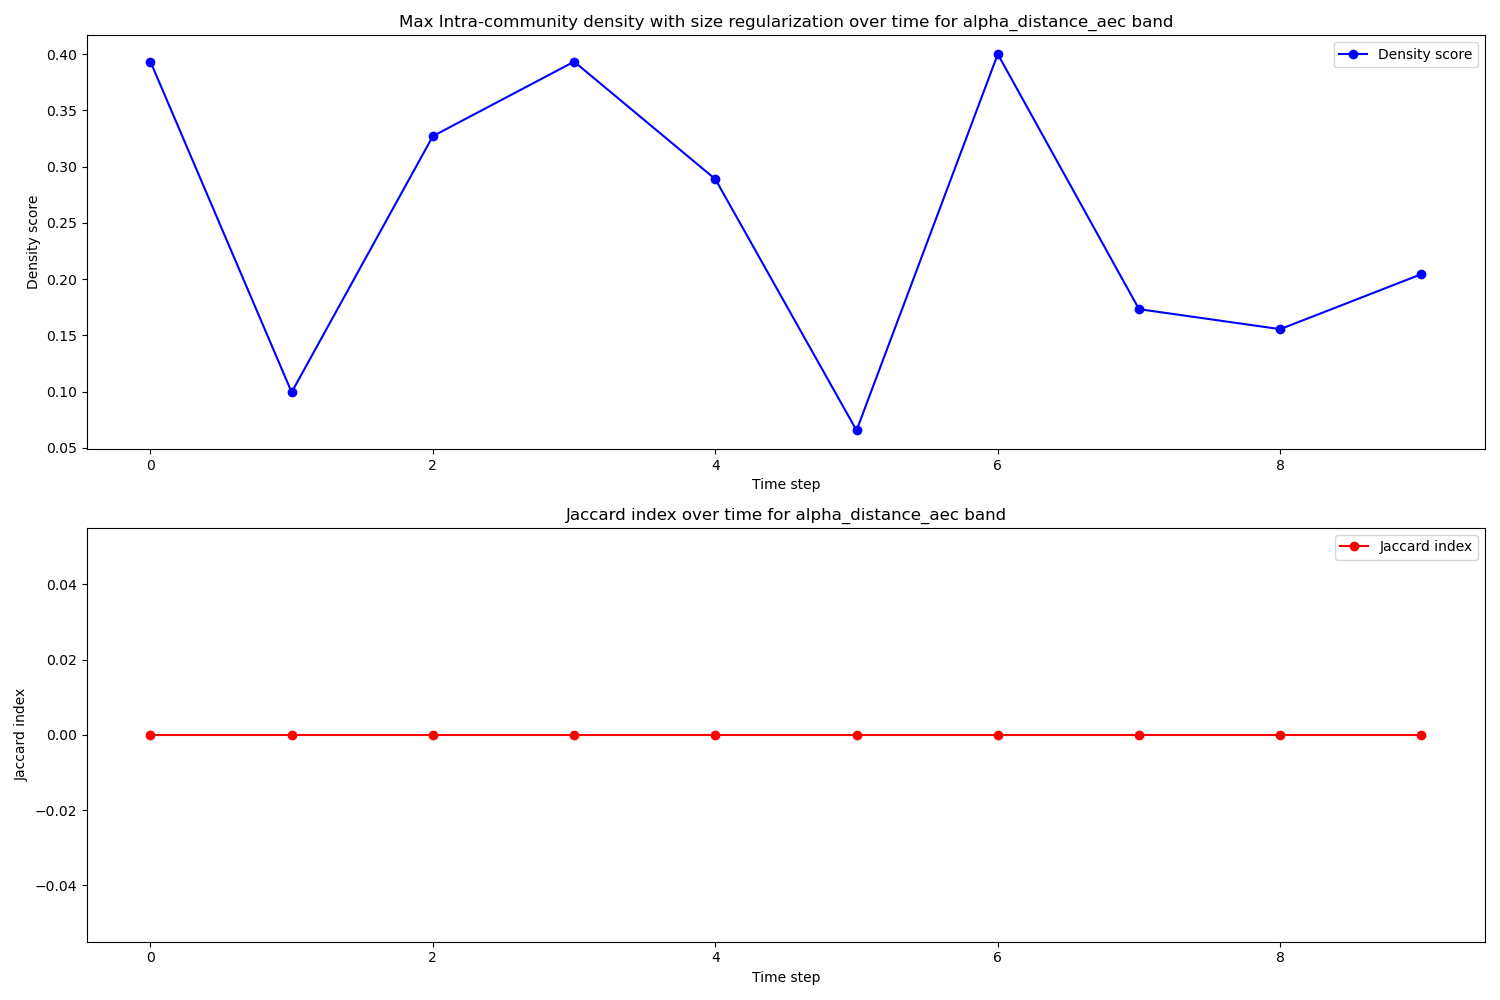 Max Intra-community density with size regularization over time for alpha_distance_aec band
Density score
0.40
0.35
0.30
0.25
0.20
0.15
0.10
0.05
Density score
0 2 4 6 8
Time step
Jaccard index over time for alpha_distance_aec band
Jaccard index
0.04
0.02
0.00
−0.02
−0.04
Jaccard index
0 2 4 6 8
Time step